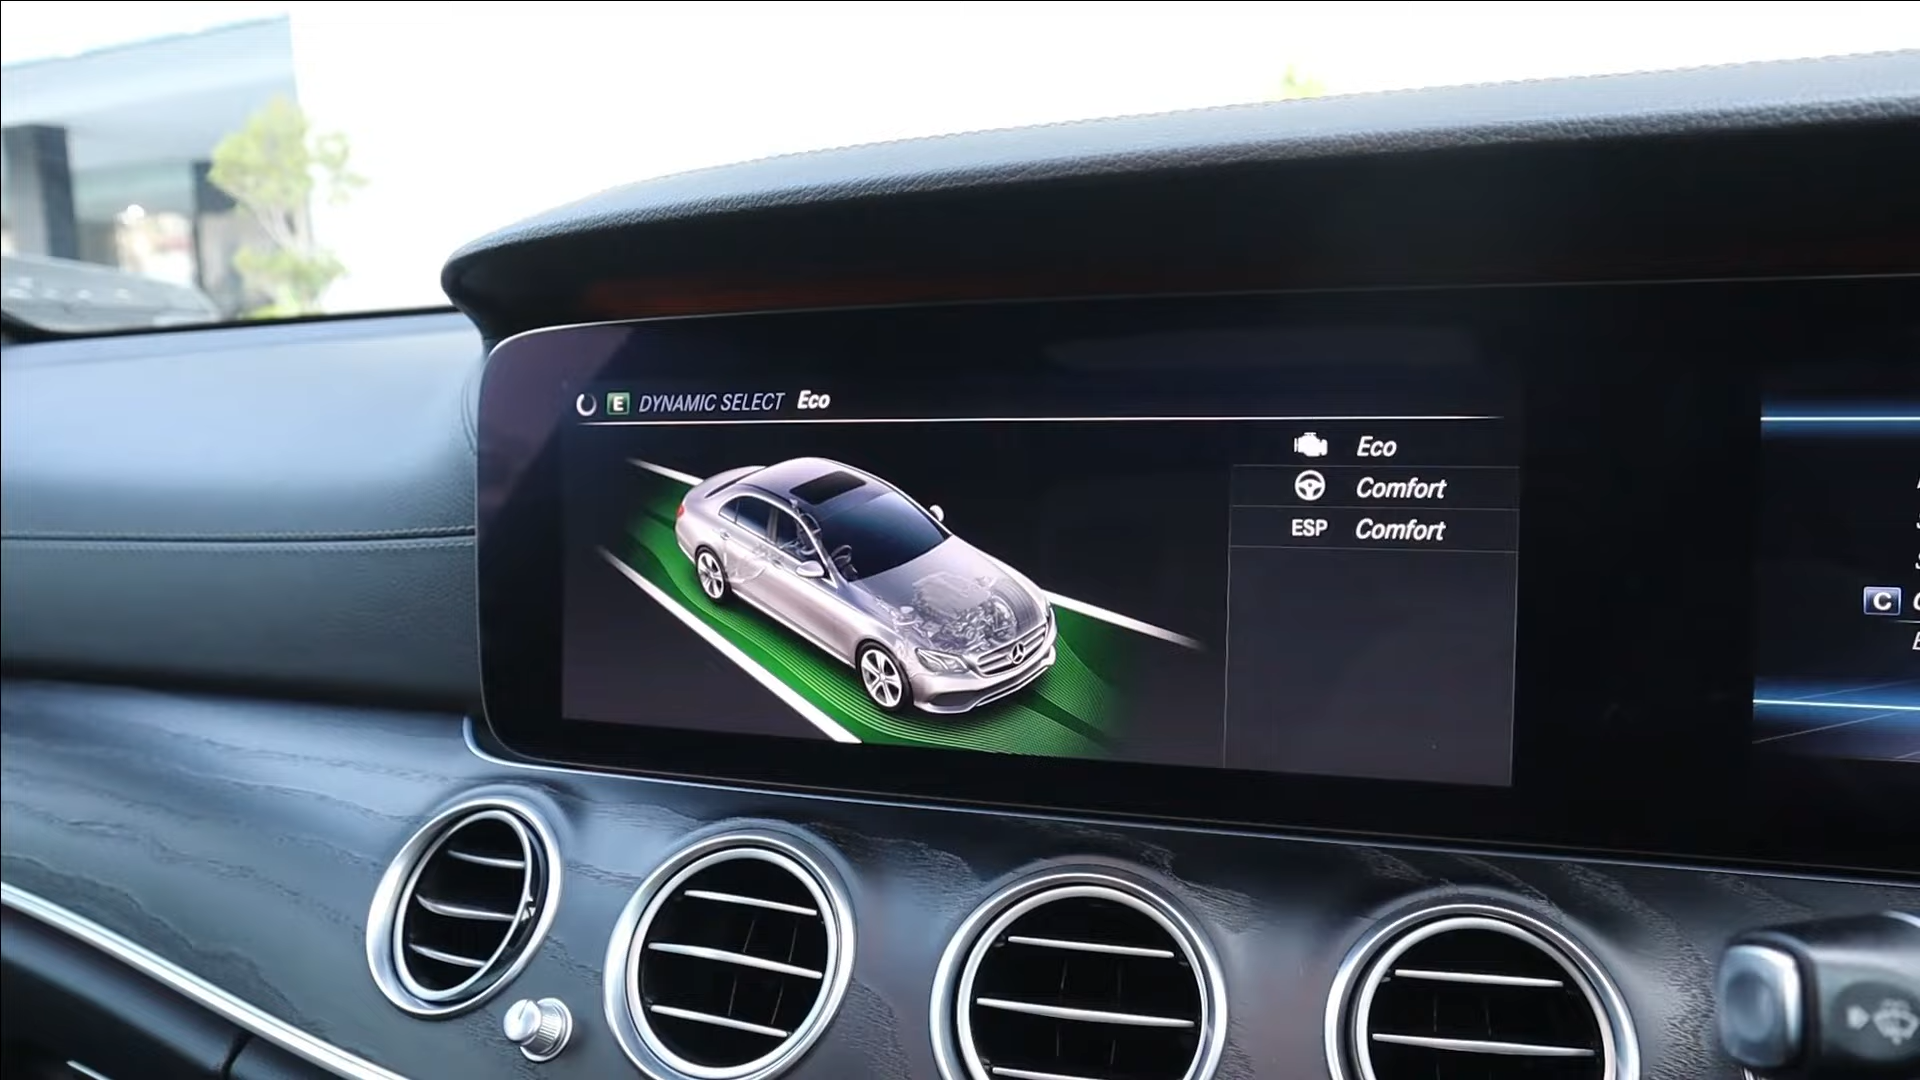 E DYNAMIC SELECT Eco
Eco
Comfort
ESP Comfort
C